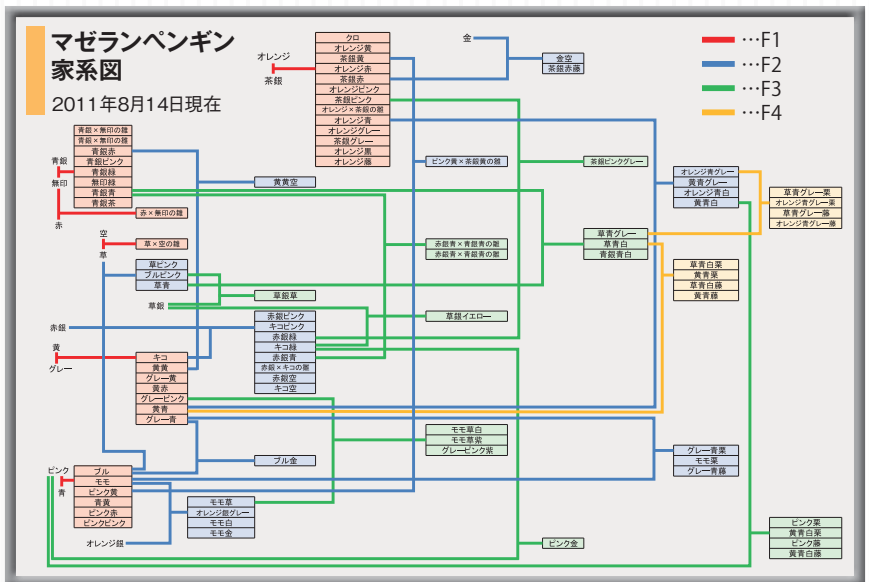 マゼランペンギン
家系図
2011年8月14日現在
…F1
…F2
…F3
…F4
オレンジ
茶銀
クロ
オレンジ黄
茶銀黄
オレンジ赤
茶銀赤
オレンジピンク
茶銀ピンク
オレンジ×茶銀の雛
オレンジ青
オレンジグレー
茶銀グレー
オレンジ黒
オレンジ藤
金
金空
茶銀赤藤
青銀
無印
赤
青銀×無印の雛
青銀×無印の雛
青銀赤
青銀ピンク
青銀緑
無印緑
青銀青
青銀茶
赤×無印の雛
黄黄空
ピンク黄×茶銀黄の雛
茶銀ピンクグレー
オレンジ青グレー
黄青グレー
オレンジ青白
黄青白
草青グレー栗
オレンジ青グレー栗
草青グレー藤
オレンジ青グレー藤
空
草
草×空の雛
草ピンク
ブルピンク
草青
草銀
草銀草
赤銀青×青銀青の雛
赤銀青×青銀青の雛
草青グレー
草青白
青銀青白
草青白栗
黄青栗
草青白藤
黄青藤
赤銀
赤銀ピンク
キコピンク
赤銀緑
キコ緑
赤銀青
赤銀×キコの雛
赤銀空
キコ空
草銀イエロー
黄
グレー
キコ
黄黄
グレー黄
黄赤
グレーピンク
黄青
グレー青
モモ草白
モモ草紫
グレーピンク紫
グレー青栗
モモ栗
グレー青藤
ブル金
ピンク
青
ブル
モモ
ピンク黄
青黄
ピンク赤
ピンクピンク
モモ草
オレンジ銀グレー
モモ白
モモ金
オレンジ銀
ピンク金
ピンク栗
黄青白栗
ピンク藤
黄青白藤